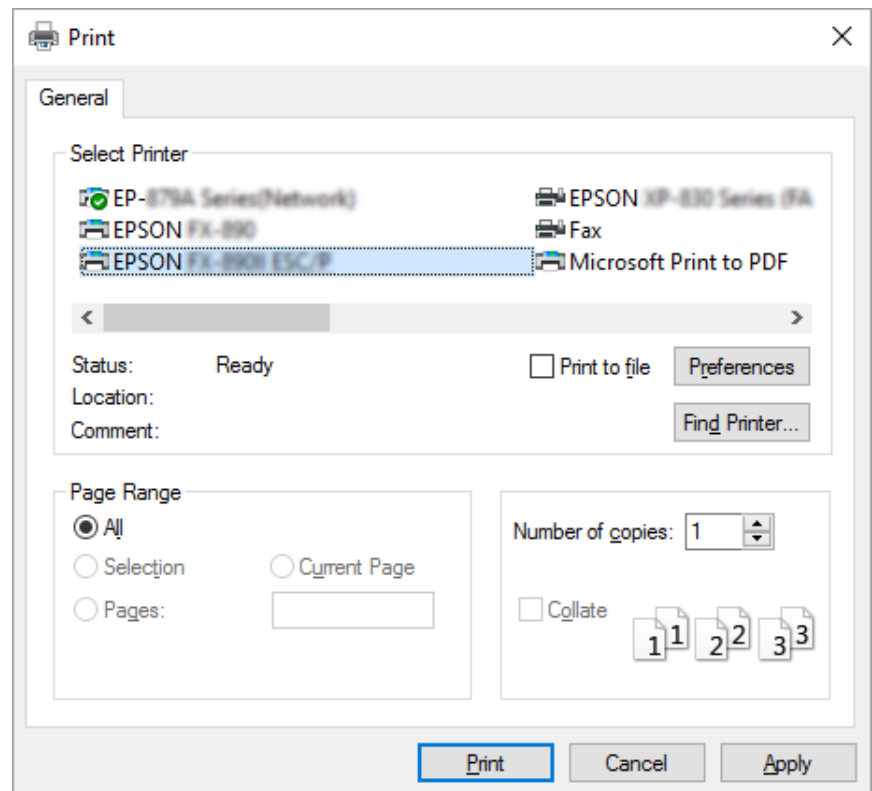 Print
General
Select Printer
EP-
EPSON
EPSON
EPSON
Fax
Microsoft Print to PDF
Status: Ready
Location:
Comment:
Print to file
Preferences
Find Printer...
Page Range
All
Selection
Current Page
Pages:
Number of copies: 1
Collate
1 1 2 2 3 3
Print
Cancel
Apply